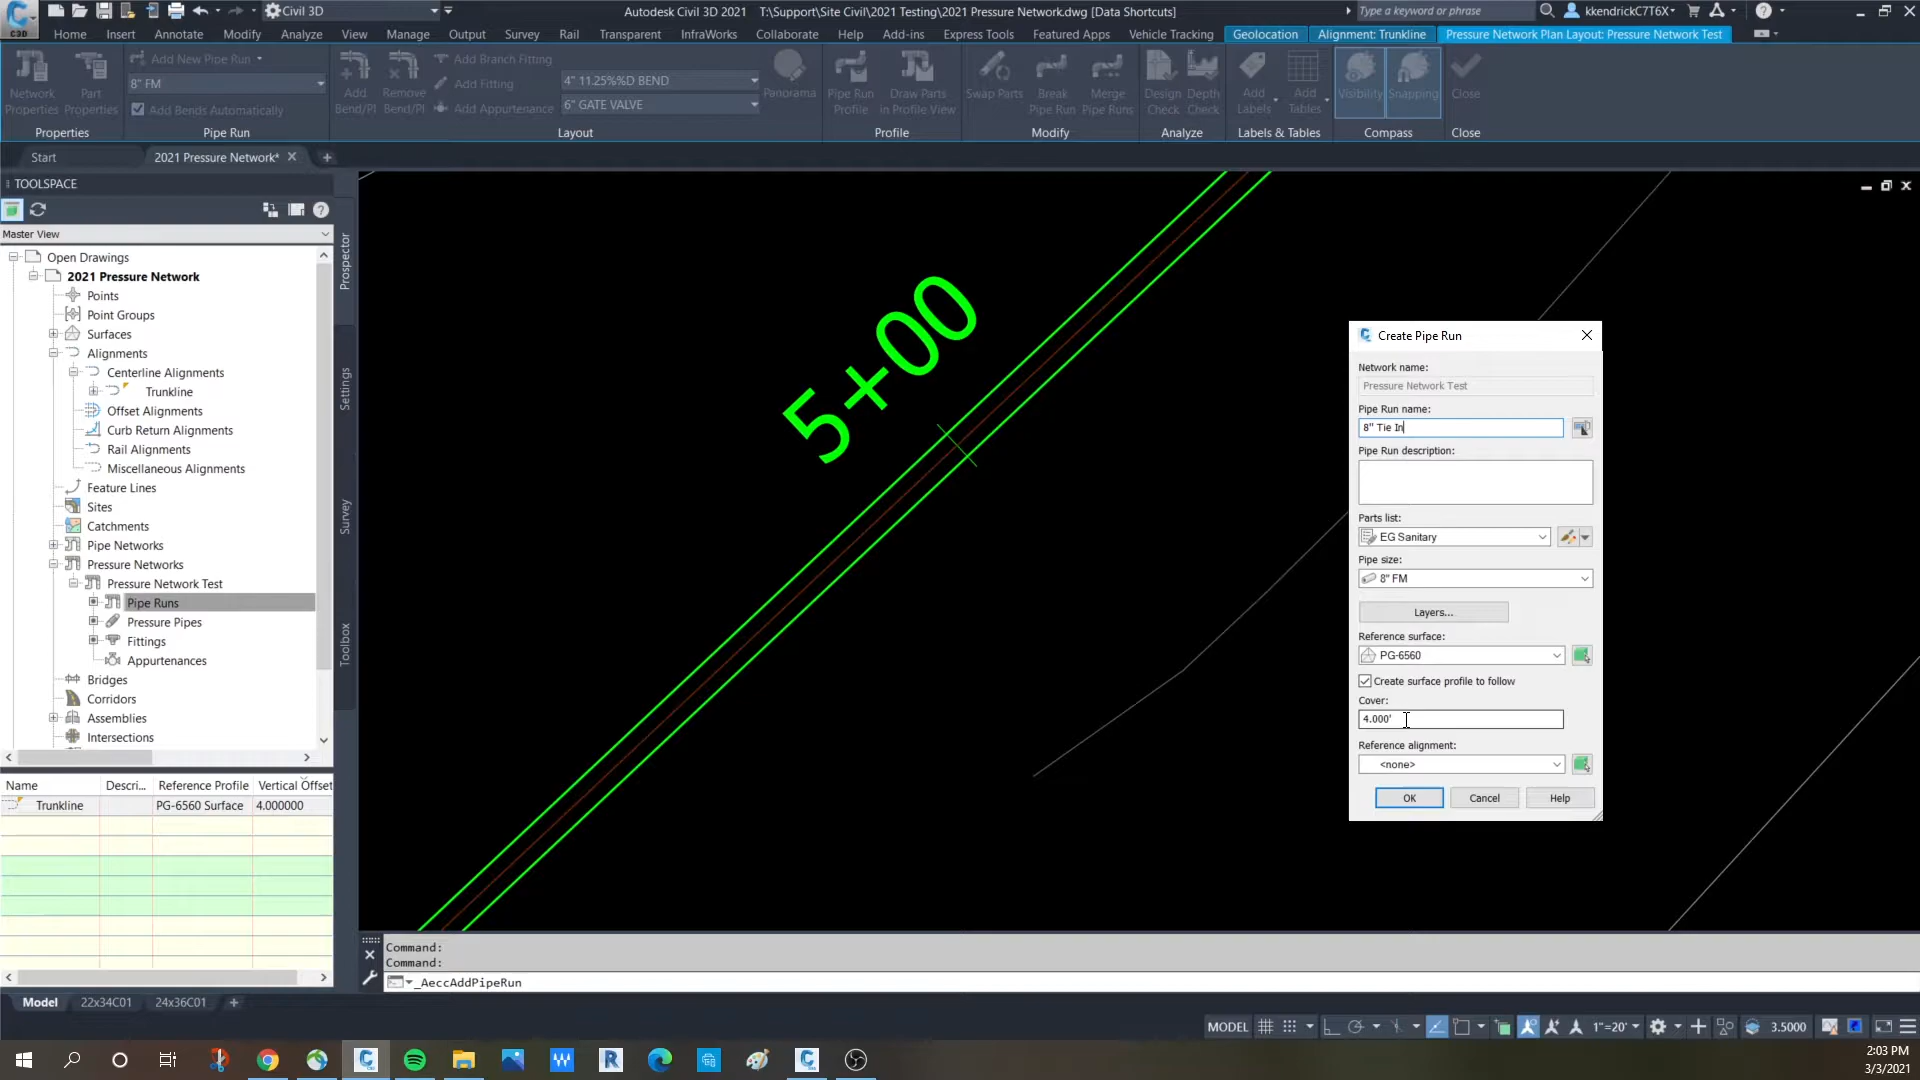 Civil 3D
Autodesk Civil 3D 2021 T:\Support\Site Civil\2021 Testing\2021 Pressure Network.dwg [Data Shortcuts]
Type a keyword or phrase
kkendrickC7T6X
C3D
Home Insert Annotate Modify Analyze View Manage Output Survey Rail Transparent InfraWorks Collaborate Help Add-ins Express Tools Featured Apps Vehicle Tracking Geolocation Alignment: Trunkline Pressure Network Plan Layout: Pressure Network Test
Add New Pipe Run
8" FM
Add Bends Automatically
Network Properties
Part Properties
Add Bend/PI
Remove Bend/PI
Add Branch Fitting
Add Fitting
Add Appurtenance
4" 11.25%%D BEND
6" GATE VALVE
Panorama
Pipe Run Profile
Draw Parts in Profile View
Swap Parts
Break Pipe Run
Merge Pipe Runs
Design Check
Depth Check
Add Labels
Add Tables
Visibility
Snapping
Close
Properties Pipe Run Layout Profile Modify Analyze Labels & Tables Compass Close
Start 2021 Pressure Network*
TOOLSPACE
Master View
Open Drawings
2021 Pressure Network
Points
Point Groups
Surfaces
Alignments
Centerline Alignments
Trunkline
Offset Alignments
Curb Return Alignments
Rail Alignments
Miscellaneous Alignments
Feature Lines
Sites
Catchments
Pipe Networks
Pressure Networks
Pressure Network Test
Pipe Runs
Pressure Pipes
Fittings
Appurtenances
Bridges
Corridors
Assemblies
Intersections
Prospector
Settings
Survey
Toolbox
Name Descri... Reference Profile Vertical Offset
Trunkline PG-6560 Surface 4.000000
5+00
Create Pipe Run
Network name:
Pressure Network Test
Pipe Run name:
8" Tie In
Pipe Run description:
Parts list:
EG Sanitary
Pipe size:
8" FM
Layers...
Reference surface:
PG-6560
Create surface profile to follow
Cover:
4.000'
Reference alignment:
<none>
OK Cancel Help
Command:
Command:
_AeccAddPipeRun
Model 22x34C01 24x36C01
MODEL 1"=20' 3.5000
2:03 PM
3/3/2021